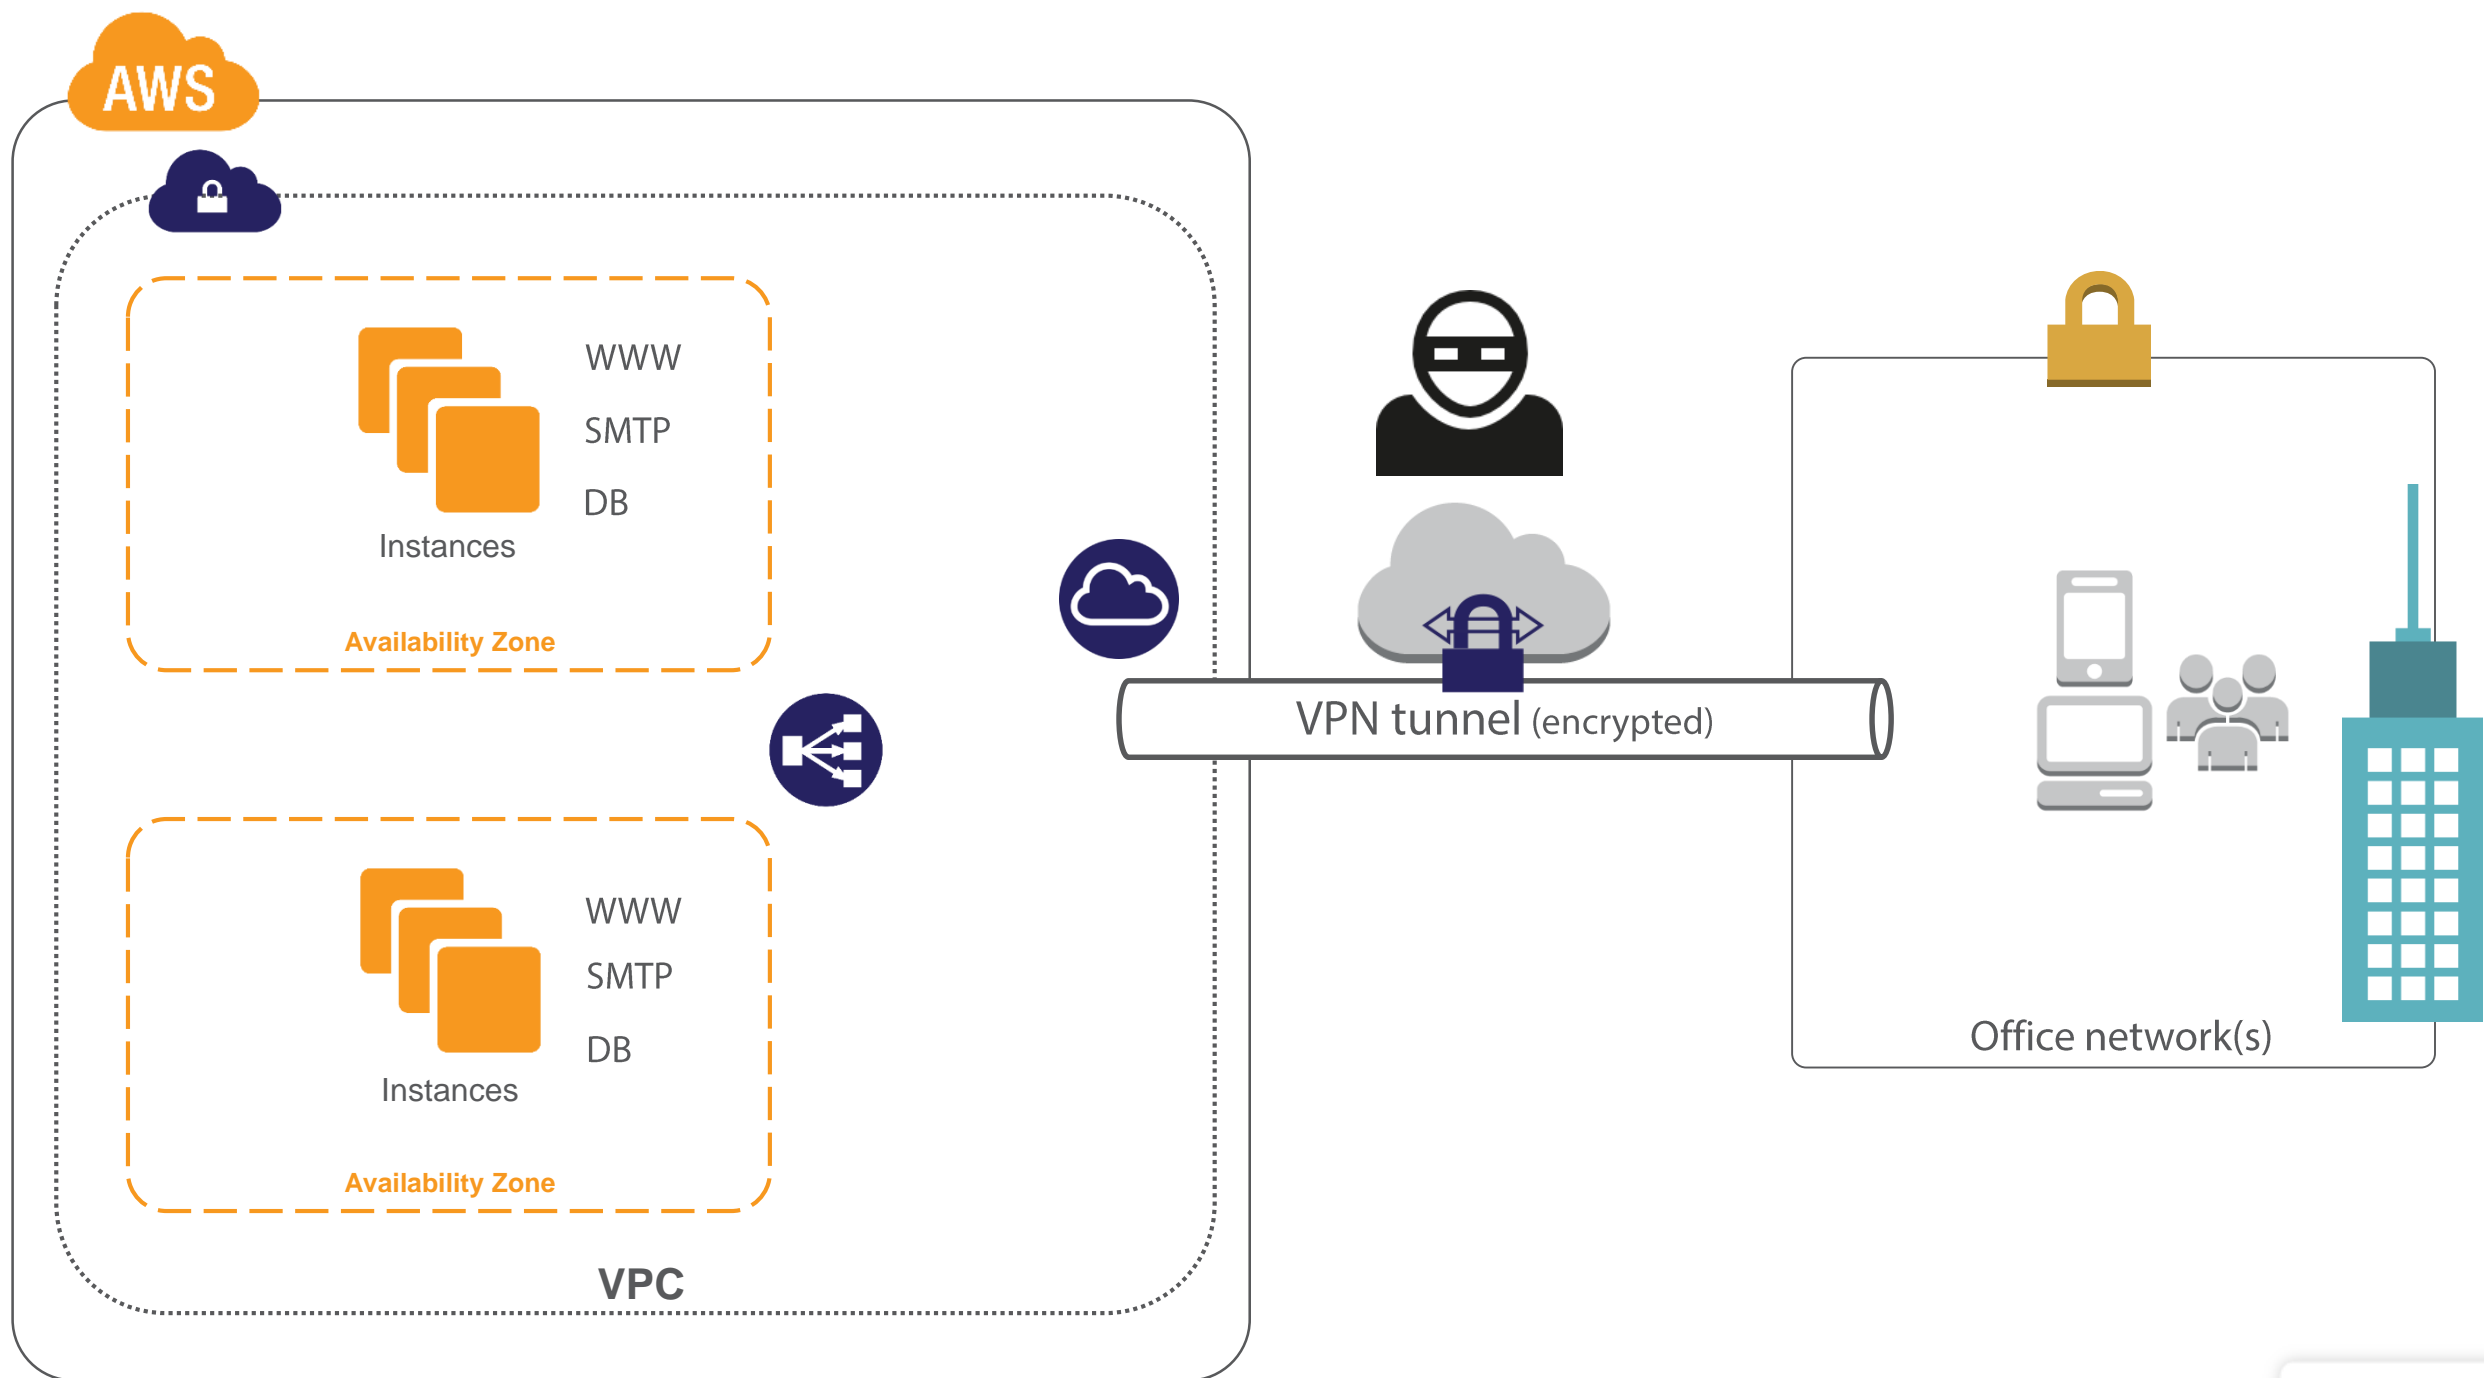 AWS
WWW
SMTP
DB
Instances
Availability Zone
VPN tunnel (encrypted)
WWW
SMTP
DB
Instances
Availability Zone
Office network(s)
VPC